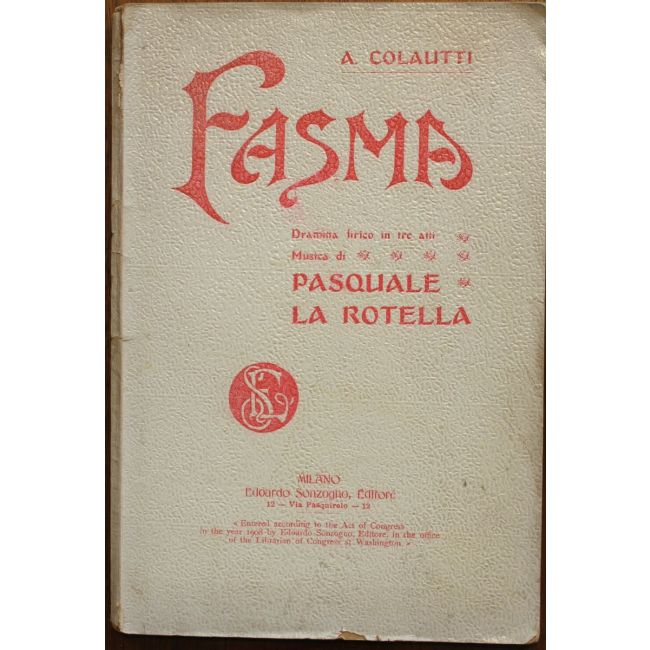 A. COLAUTTI
FASMA
Dramma lirico in tre atti
Musica di
PASQUALE
LA ROTELLA
MILANO
Edoardo Sonzogno, Editore
12 — Via Pasquirolo — 12
« Entered according to the Act of Congress
in the year 1908 by Edoardo Sonzogno, Editore, in the office
of the Librarian of Congress at Washington. »